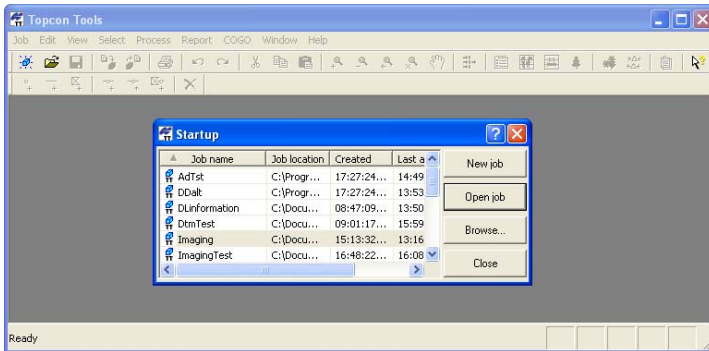 Topcon Tools
Job Edit View Select Process Report COGO Window Help
Startup
Job name Job location Created Last a
AdTst C:\Progr... 17:27:24... 14:49
DDalt C:\Progr... 17:27:24... 13:53
DLinformation C:\Docu... 08:47:09... 13:50
DtmTest C:\Docu... 09:01:17... 15:59
Imaging C:\Docu... 15:13:32... 13:16
ImagingTest C:\Docu... 16:48:22... 16:08
New job
Open job
Browse...
Close
Ready